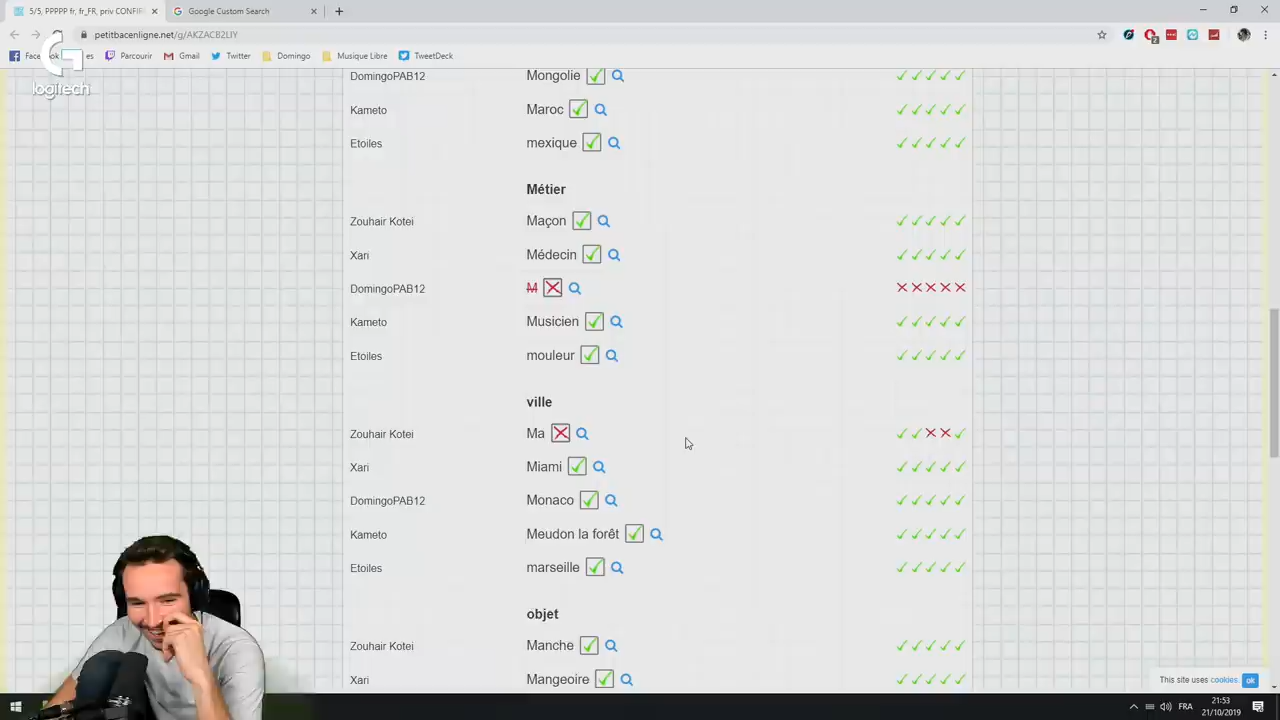 5/5, PPPPP fr, fr_FR, priv CONFIR
Google Custom Search
petitbacenligne.net/g/AKZACB2LIY
Parcourir
Gmail
Twitter
Domingo
Musique Libre
TweetDeck
logitech
DomingoPAB12 Mongolie
Kameto Maroc
Etoiles mexique
Métier
Zouhair Kotei Maçon
Xari Médecin
DomingoPAB12 M
Kameto Musicien
Etoiles mouleur
ville
Zouhair Kotei Ma
Xari Miami
DomingoPAB12 Monaco
Kameto Meudon la forêt
Etoiles marseille
objet
Zouhair Kotei Manche
Xari Mangeoire
This site uses cookies. ok
FRA
21:53
21/10/2019